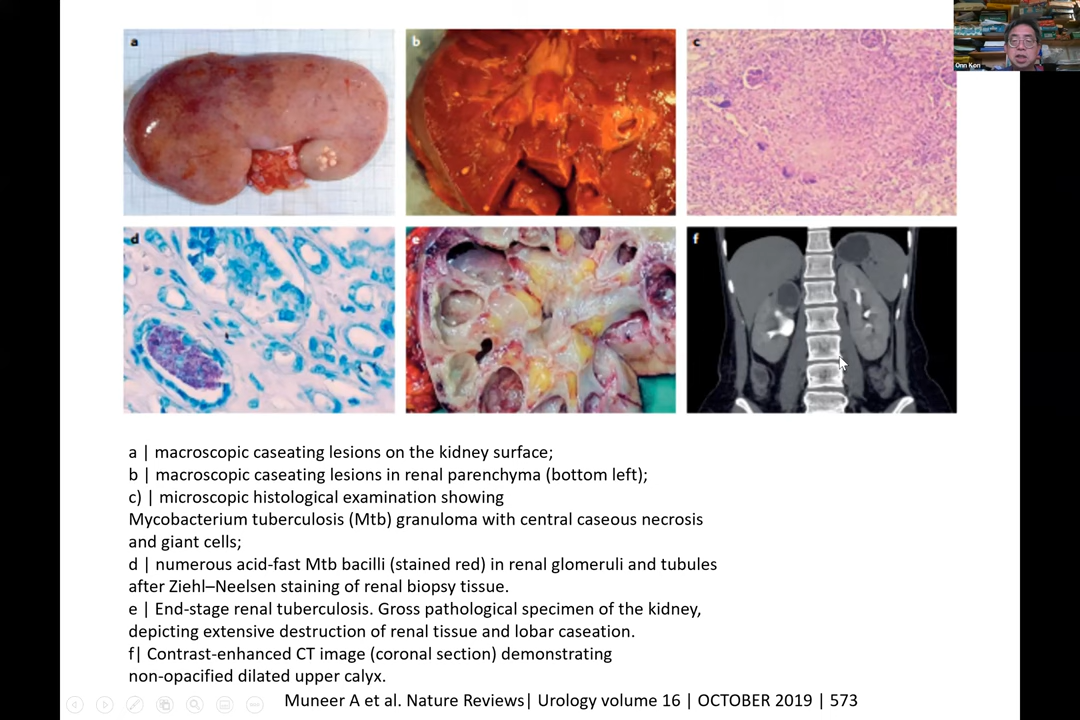 a
b
c
Onn Kon
d
e
f
a | macroscopic caseating lesions on the kidney surface;
b | macroscopic caseating lesions in renal parenchyma (bottom left);
c) | microscopic histological examination showing
Mycobacterium tuberculosis (Mtb) granuloma with central caseous necrosis
and giant cells;
d | numerous acid-fast Mtb bacilli (stained red) in renal glomeruli and tubules
after Ziehl–Neelsen staining of renal biopsy tissue.
e | End-stage renal tuberculosis. Gross pathological specimen of the kidney,
depicting extensive destruction of renal tissue and lobar caseation.
f| Contrast-enhanced CT image (coronal section) demonstrating
non-opacified dilated upper calyx.
Muneer A et al. Nature Reviews| Urology volume 16 | OCTOBER 2019 | 573